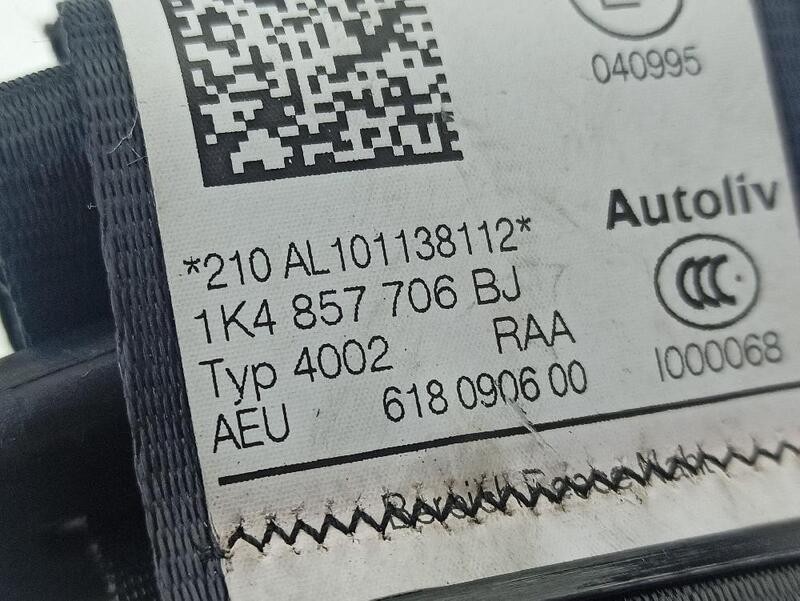 040995
Autoliv
*210 AL101138112*
1K4 857 706 BJ
Typ 4002 RAA
I000068
AEU 618 0906 00